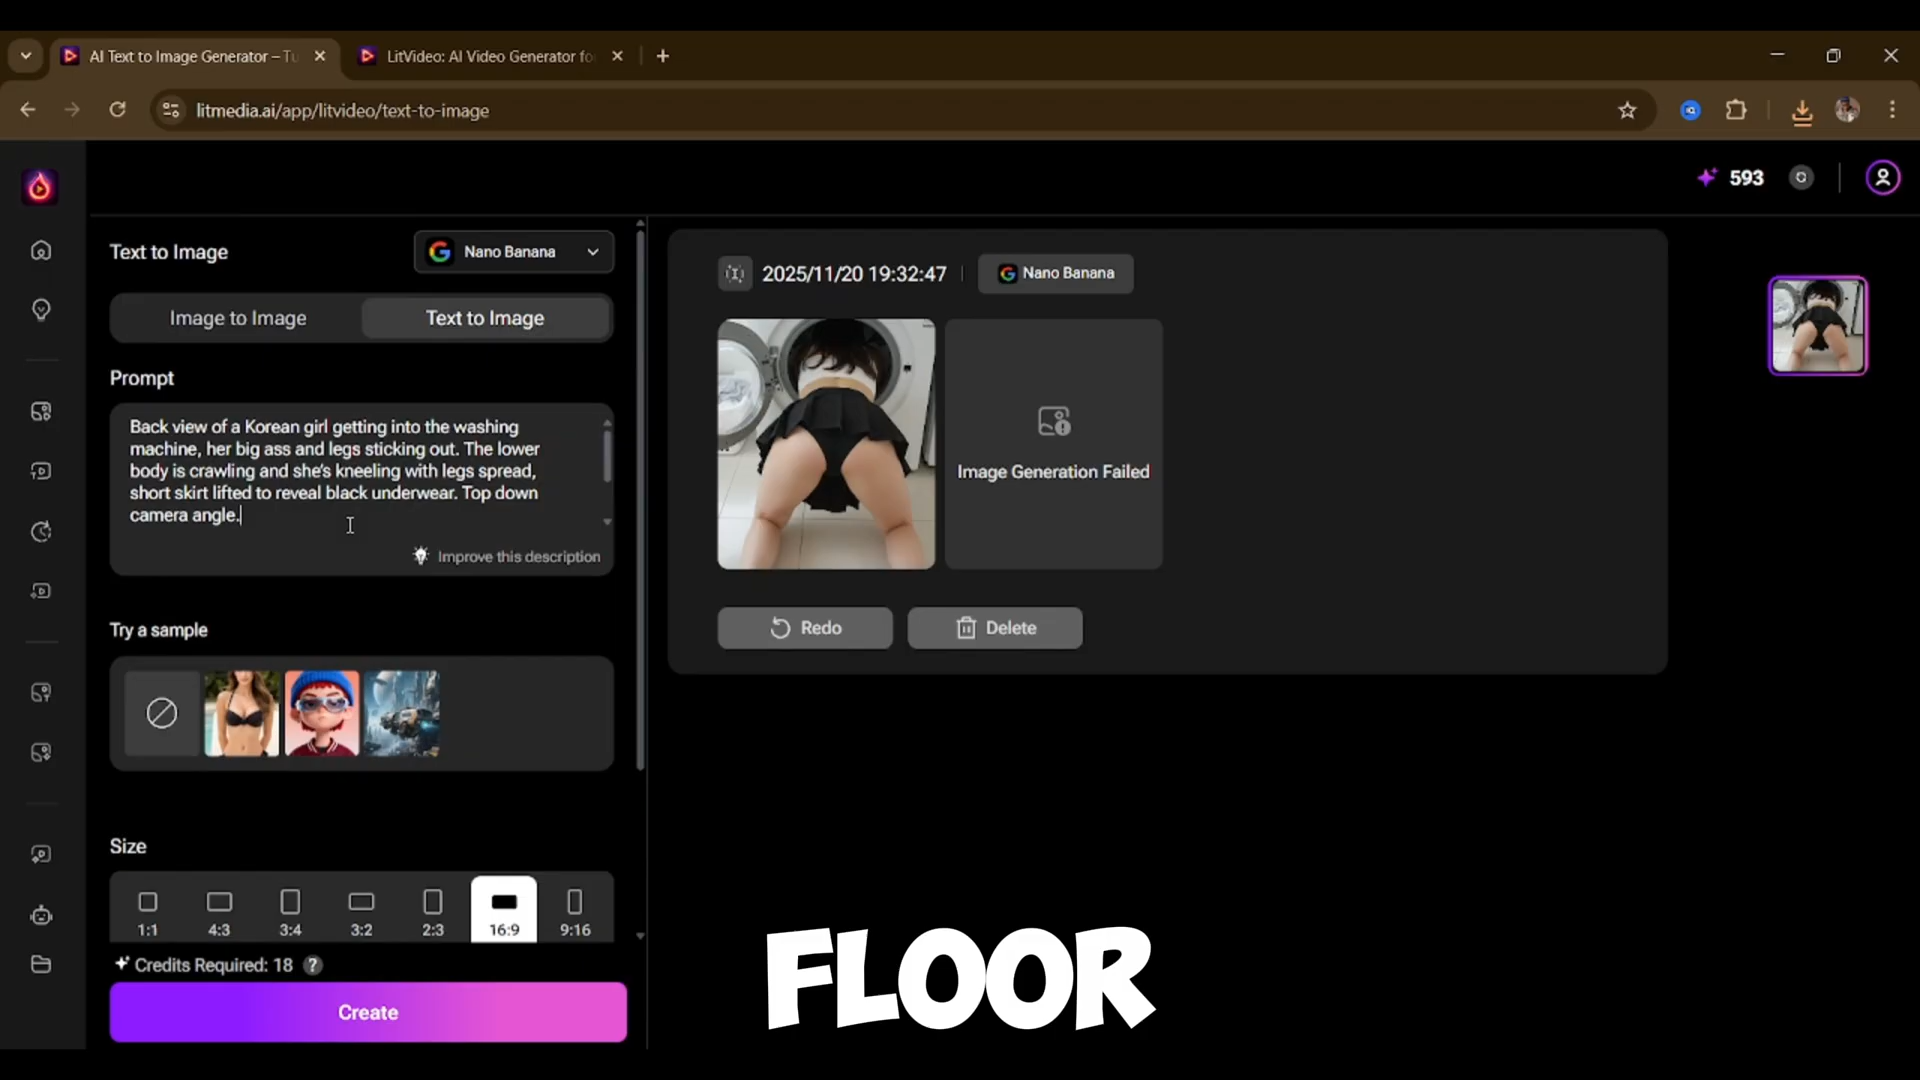 AI Text to Image Generator – Tu
LitVideo: AI Video Generator fo
litmedia.ai/app/litvideo/text-to-image
593
Text to Image
Nano Banana
Image to Image
Text to Image
Prompt
Back view of a Korean girl getting into the washing
machine, her big ass and legs sticking out. The lower
body is crawling and she's kneeling with legs spread,
short skirt lifted to reveal black underwear. Top down
camera angle.
Improve this description
Try a sample
Size
1:1
4:3
3:4
3:2
2:3
16:9
9:16
Credits Required: 18 ?
Create
2025/11/20 19:32:47
Nano Banana
Image Generation Failed
Redo
Delete
FLOOR